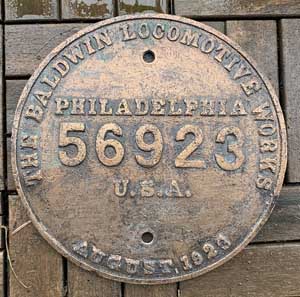 THE BALDWIN LOCOMOTIVE WORKS
PHILADELPHIA
56923
U.S.A.
AUGUST, 1923